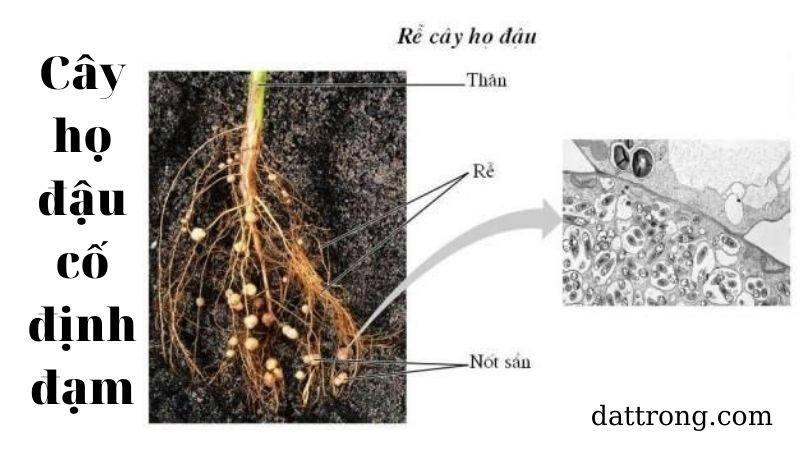 Cây
họ
đậu
cố
định
đạm
Rễ cây họ đậu
Thân
Rễ
Nốt sần
dattrong.com